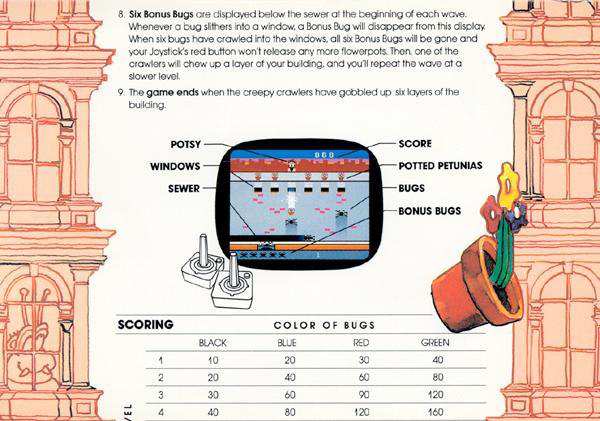 8. Six Bonus Bugs are displayed below the sewer at the beginning of each wave.
Whenever a bug slithers into a window, a Bonus Bug will disappear from this display.
When six bugs have crawled into the windows, all six Bonus Bugs will be gone and
your Joystick's red button won't release any more flowerpots. Then, one of the
crawlers will chew up a layer of your building, and you'll repeat the wave at a
slower level.
9. The game ends when the creepy crawlers have gobbled up six layers of the
building.
POTSY
WINDOWS
SEWER
SCORE
POTTED PETUNIAS
BUGS
BONUS BUGS
SCORING COLOR OF BUGS
BLACK BLUE RED GREEN
1 10 20 30 40
2 20 40 60 80
3 30 60 90 120
4 40 80 120 160